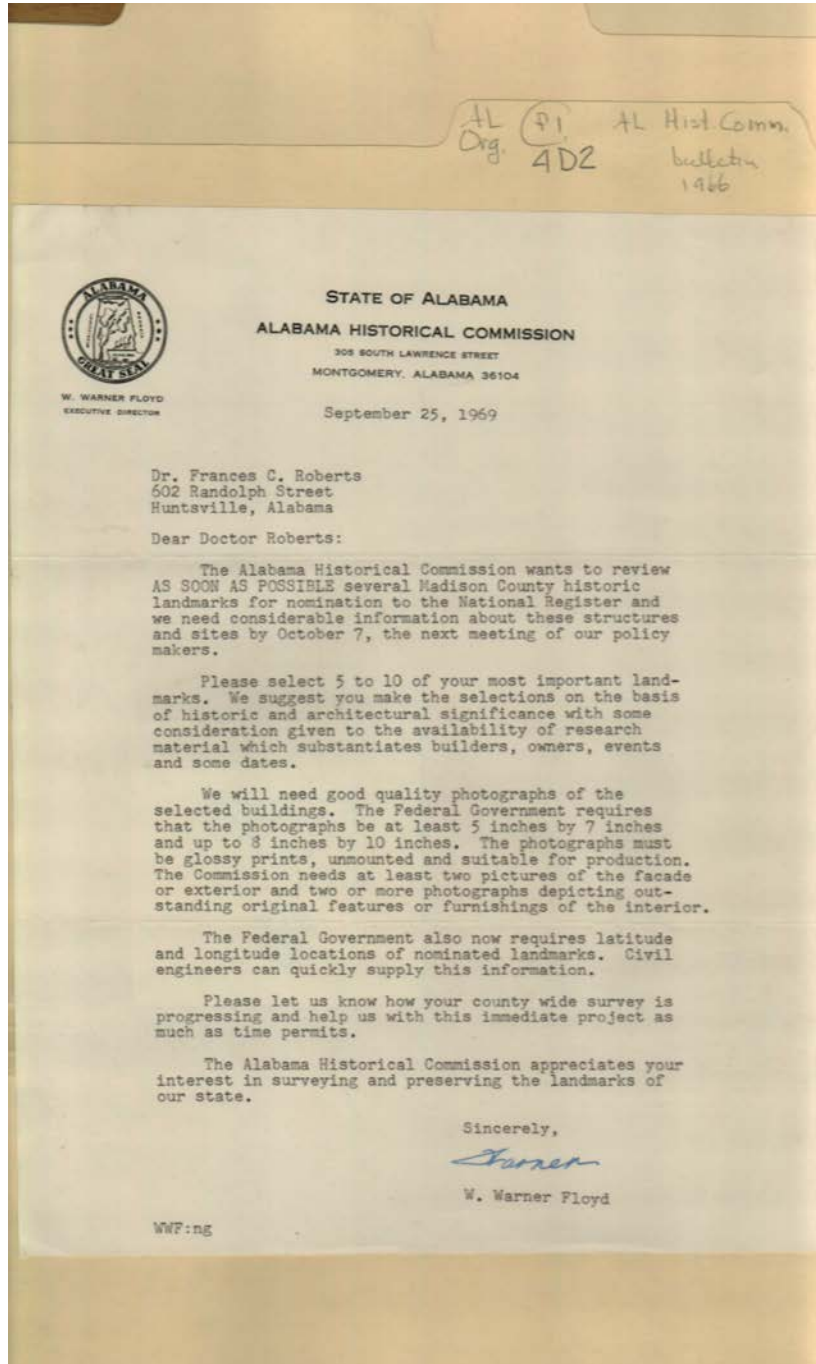 AL P1 AL Hist. Comm.
Org. 4D2 bulletin
1966
ALABAMA
GREAT SEAL
W. WARNER FLOYD
EXECUTIVE DIRECTOR
STATE OF ALABAMA
ALABAMA HISTORICAL COMMISSION
305 SOUTH LAWRENCE STREET
MONTGOMERY, ALABAMA 36104
September 25, 1969
Dr. Frances C. Roberts
602 Randolph Street
Huntsville, Alabama
Dear Doctor Roberts:
The Alabama Historical Commission wants to review
AS SOON AS POSSIBLE several Madison County historic
landmarks for nomination to the National Register and
we need considerable information about these structures
and sites by October 7, the next meeting of our policy
makers.
Please select 5 to 10 of your most important land-
marks. We suggest you make the selections on the basis
of historic and architectural significance with some
consideration given to the availability of research
material which substantiates builders, owners, events
and some dates.
We will need good quality photographs of the
selected buildings. The Federal Government requires
that the photographs be at least 5 inches by 7 inches
and up to 8 inches by 10 inches. The photographs must
be glossy prints, unmounted and suitable for production.
The Commission needs at least two pictures of the facade
or exterior and two or more photographs depicting out-
standing original features or furnishings of the interior.
The Federal Government also now requires latitude
and longitude locations of nominated landmarks. Civil
engineers can quickly supply this information.
Please let us know how your county wide survey is
progressing and help us with this immediate project as
much as time permits.
The Alabama Historical Commission appreciates your
interest in surveying and preserving the landmarks of
our state.
Sincerely,
Warner
W. Warner Floyd
WWF:ng